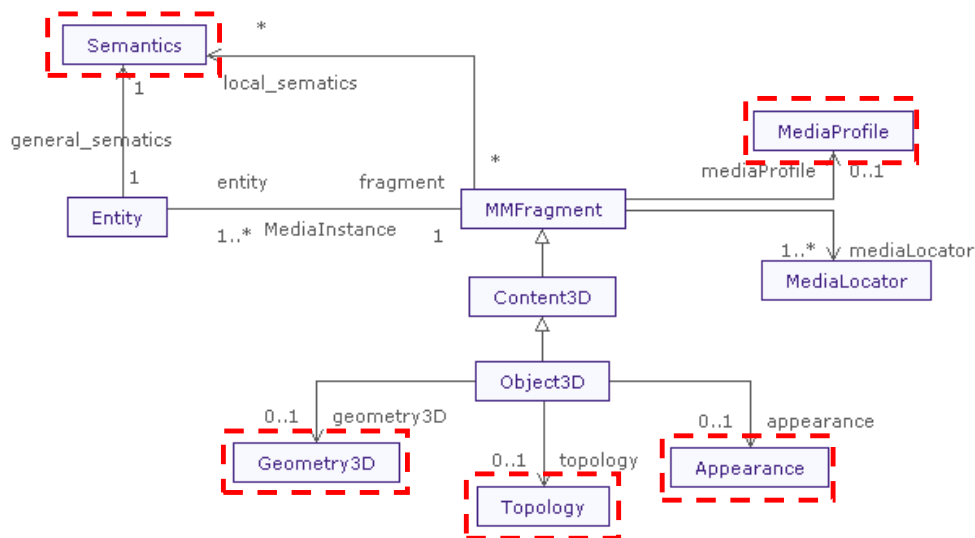 *
Semantics
1
local_sematics
general_sematics
MediaProfile
mediaProfile 0..1
*
1 entity fragment
Entity
MMFragment
1..* MediaInstance 1
1..* mediaLocator
MediaLocator
Content3D
Object3D
0..1 geometry3D
0..1 appearance
Geometry3D
0..1 topology
Appearance
Topology